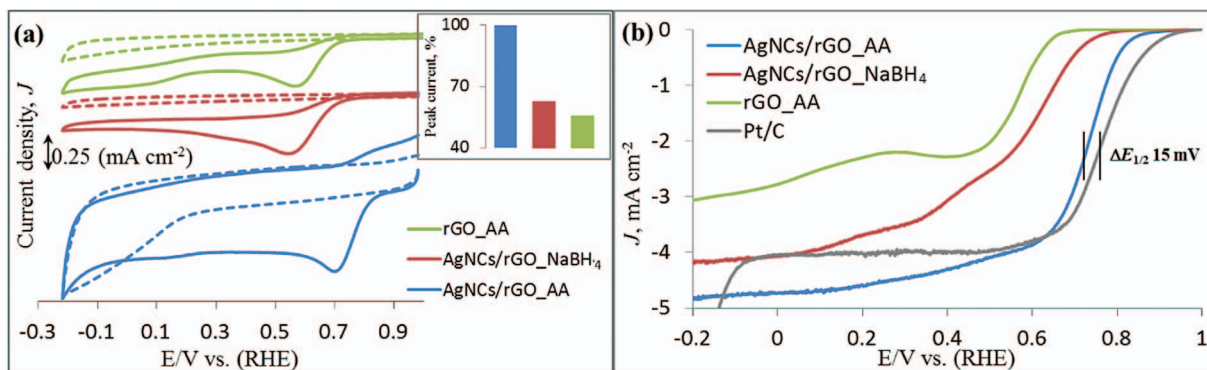 (a)
Current density, J
0.25 (mA cm-2)
Peak current, %
100
70
40
rGO_AA
AgNCs/rGO_NaBH4
AgNCs/rGO_AA
-0.3 -0.1 0.1 0.3 0.5 0.7 0.9
E/V vs. (RHE)
(b)
J, mA cm-2
0
-1
-2
-3
-4
-5
AgNCs/rGO_AA
AgNCs/rGO_NaBH4
rGO_AA
Pt/C
ΔE1/2 15 mV
-0.2 0 0.2 0.4 0.6 0.8 1
E/V vs. (RHE)